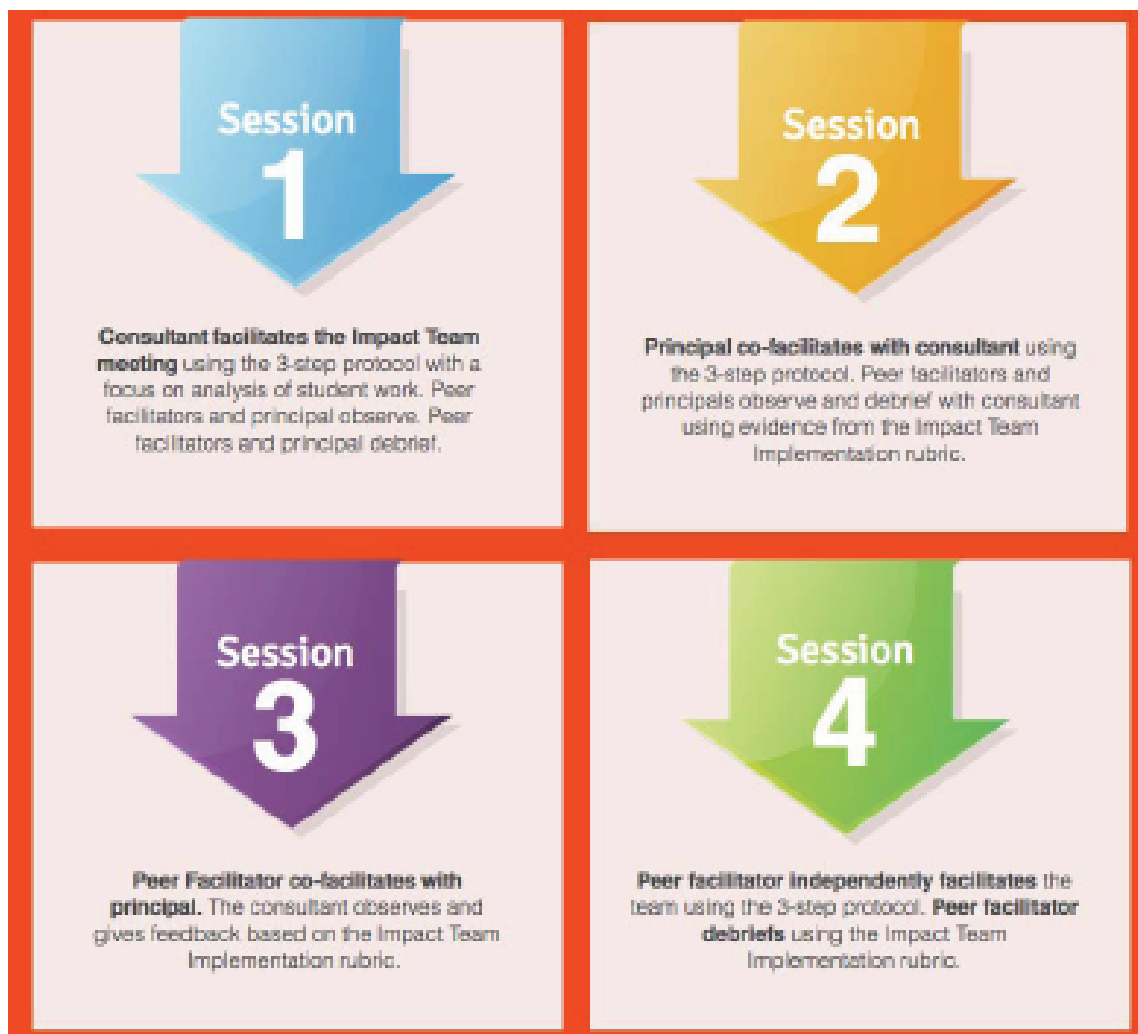 Session
1
Consultant facilitates the Impact Team
meeting using the 3-step protocol with a
focus on analysis of student work. Peer
facilitators and principal observe. Peer
facilitators and principal debrief.
Session
2
Principal co-facilitates with consultant using
the 3-step protocol. Peer facilitators and
principals observe and debrief with consultant
using evidence from the Impact Team
Implementation rubric.
Session
3
Peer Facilitator co-facilitates with
principal. The consultant observes and
gives feedback based on the Impact Team
Implementation rubric.
Session
4
Peer facilitator independently facilitates the
team using the 3-step protocol. Peer facilitator
debriefs using the Impact Team
Implementation rubric.